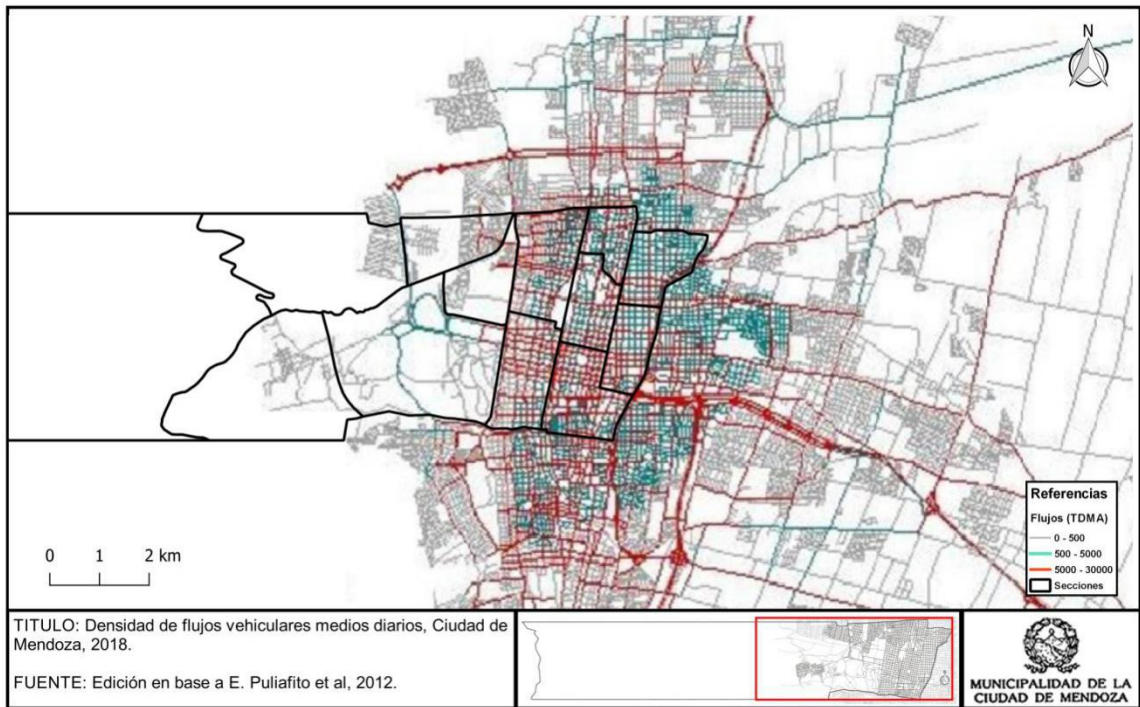 N
Referencias
Flujos (TDMA)
0 - 500
500 - 5000
5000 - 30000
Secciones
0 1 2 km
TITULO: Densidad de flujos vehiculares medios diarios, Ciudad de
Mendoza, 2018.
FUENTE: Edición en base a E. Puliafito et al, 2012.
MUNICIPALIDAD DE LA
CIUDAD DE MENDOZA